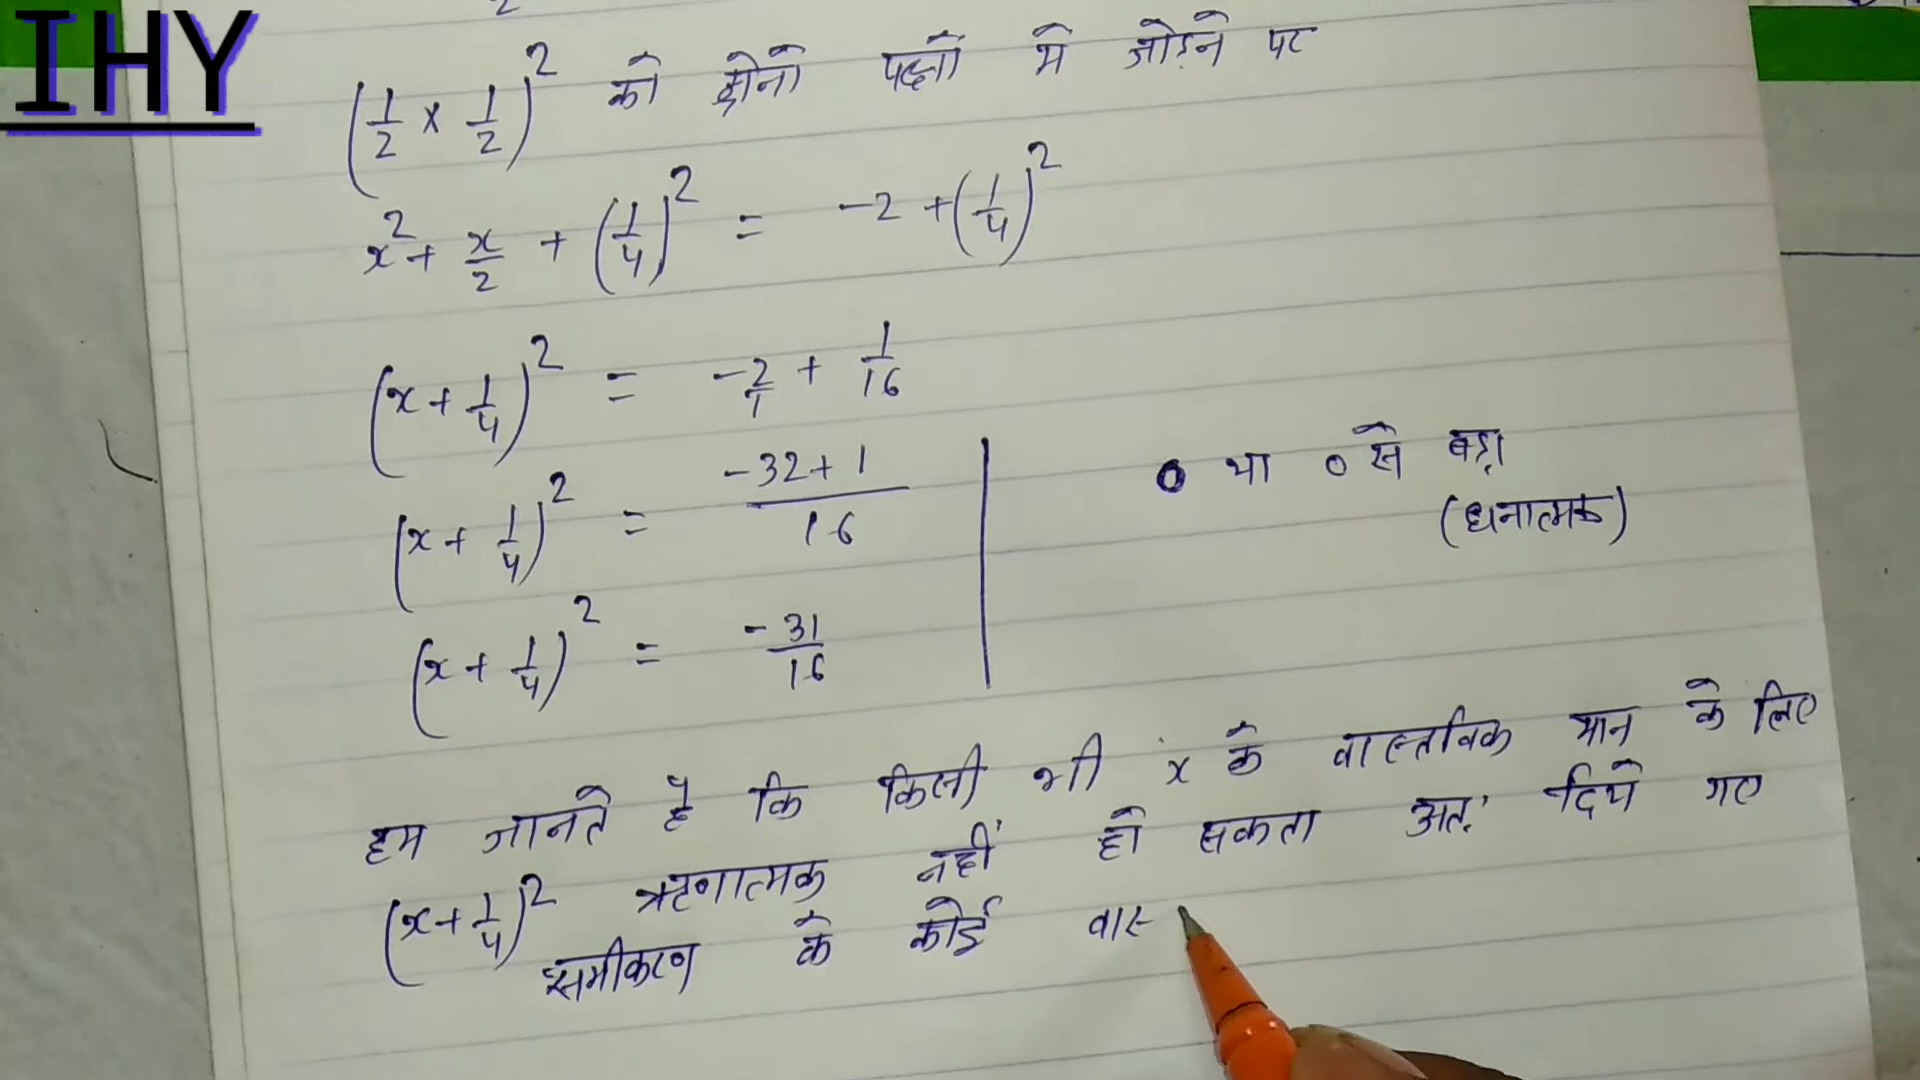 IHY
(1/2 × 1/2)² को दोनों पक्षों में जोड़ने पर
x² + x/2 + (1/4)² = -2 + (1/4)²
(x + 1/4)² = -2/1 + 1/16
(x + 1/4)² = -32+1/16
0 या 0 से बड़ा
(धनात्मक)
(x + 1/4)² = -31/16
हम जानते है कि किसी भी x के वास्तविक मान के लिए
(x + 1/4)² ऋणात्मक नहीं हो सकता अतः दिये गए
समीकरण के कोई वास